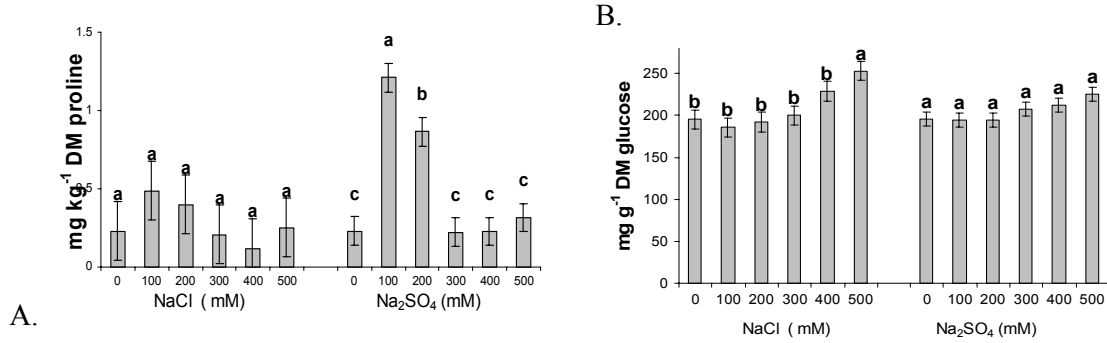 A.
mg kg-1 DM proline
1.5
1
0.5
0
a a a a a a c a b c c c
0 100 200 300 400 500 0 100 200 300 400 500
NaCl ( mM) Na2SO4 (mM)
B.
mg g-1 DM glucose
250
200
150
100
50
0
b b b b b a a a a a a a
0 100 200 300 400 500 0 100 200 300 400 500
NaCl ( mM) Na2SO4 (mM)